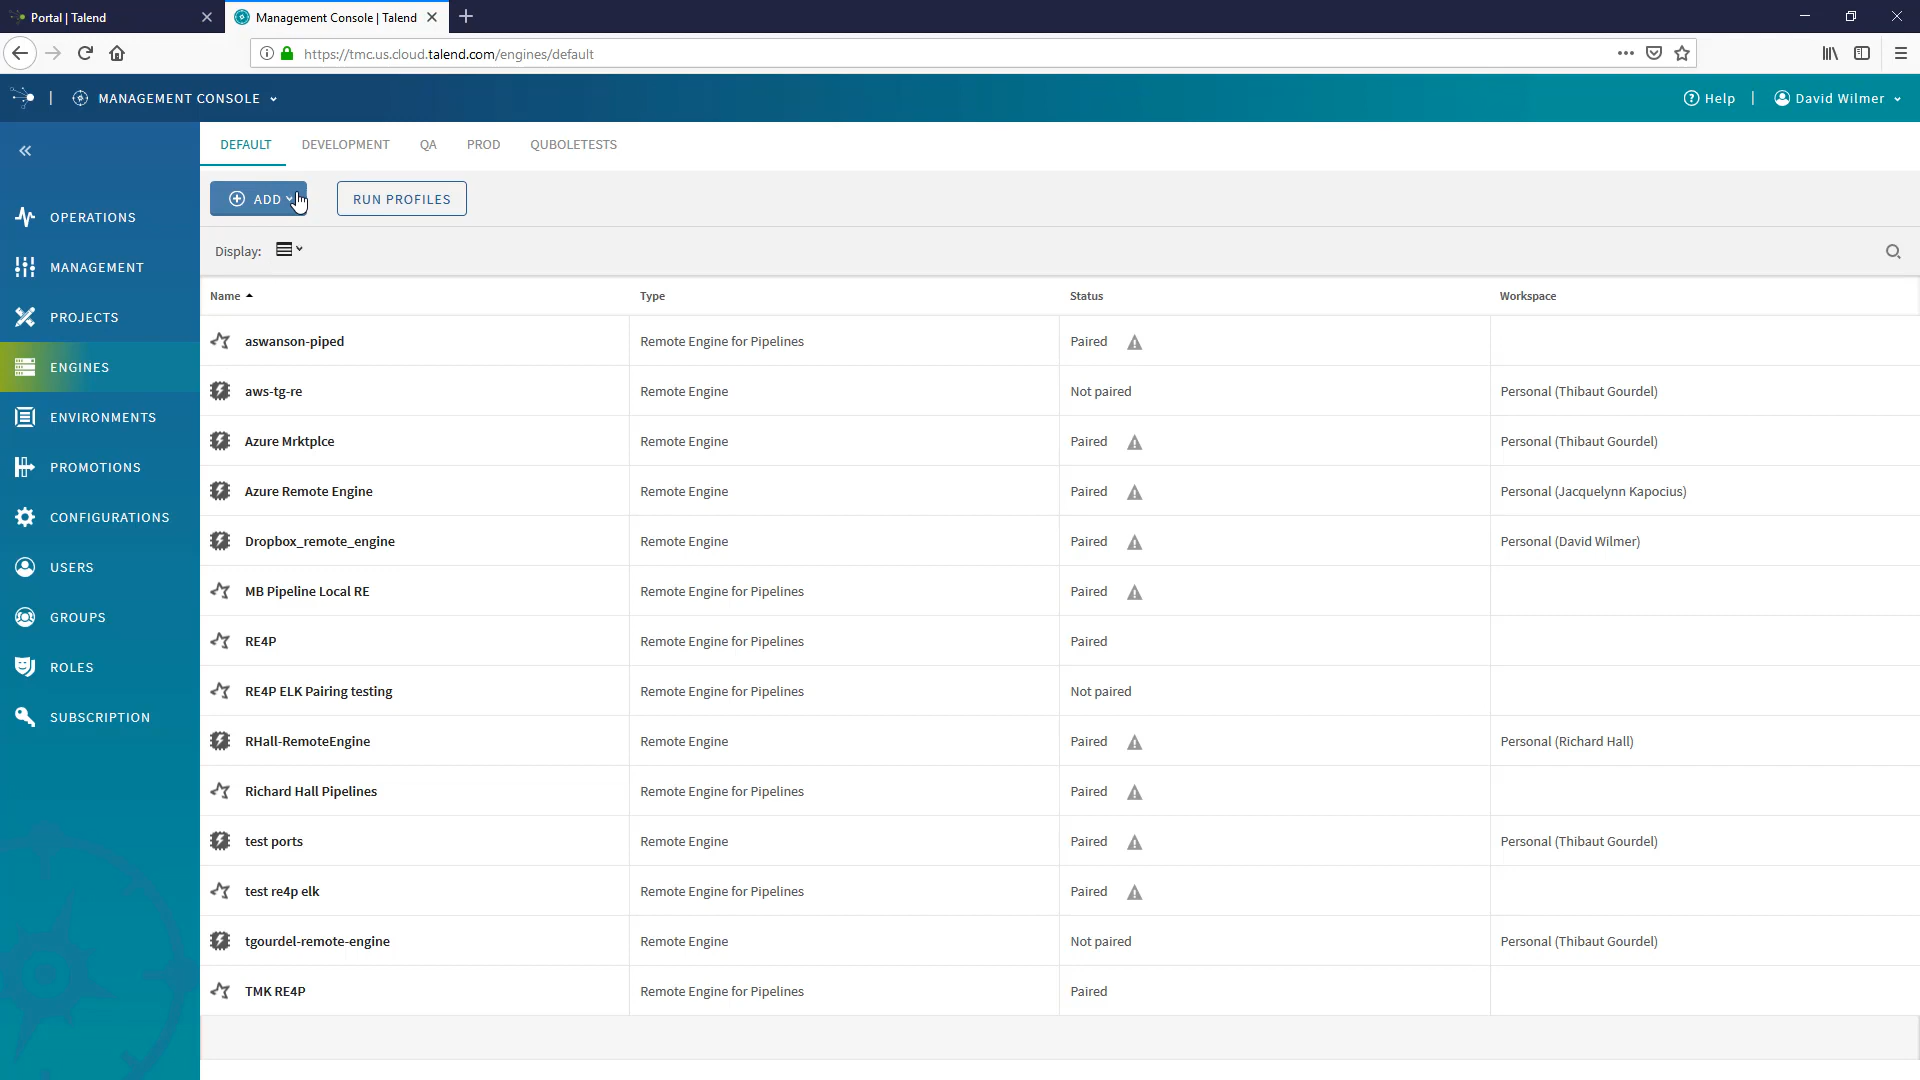 Portal | Talend
Management Console | Talend
https://tmc.us.cloud.talend.com/engines/default
MANAGEMENT CONSOLE
Help
David Wilmer
DEFAULT
DEVELOPMENT
QA
PROD
QUBOLETESTS
ADD
RUN PROFILES
Display:
OPERATIONS
MANAGEMENT
PROJECTS
ENGINES
ENVIRONMENTS
PROMOTIONS
CONFIGURATIONS
USERS
GROUPS
ROLES
SUBSCRIPTION
Name Type Status Workspace
aswanson-piped Remote Engine for Pipelines Paired
aws-tg-re Remote Engine Not paired Personal (Thibaut Gourdel)
Azure Mrktplce Remote Engine Paired Personal (Thibaut Gourdel)
Azure Remote Engine Remote Engine Paired Personal (Jacquelynn Kapocius)
Dropbox_remote_engine Remote Engine Paired Personal (David Wilmer)
MB Pipeline Local RE Remote Engine for Pipelines Paired
RE4P Remote Engine for Pipelines Paired
RE4P ELK Pairing testing Remote Engine for Pipelines Not paired
RHall-RemoteEngine Remote Engine Paired Personal (Richard Hall)
Richard Hall Pipelines Remote Engine for Pipelines Paired
test ports Remote Engine Paired Personal (Thibaut Gourdel)
test re4p elk Remote Engine for Pipelines Paired
tgourdel-remote-engine Remote Engine Not paired Personal (Thibaut Gourdel)
TMK RE4P Remote Engine for Pipelines Paired